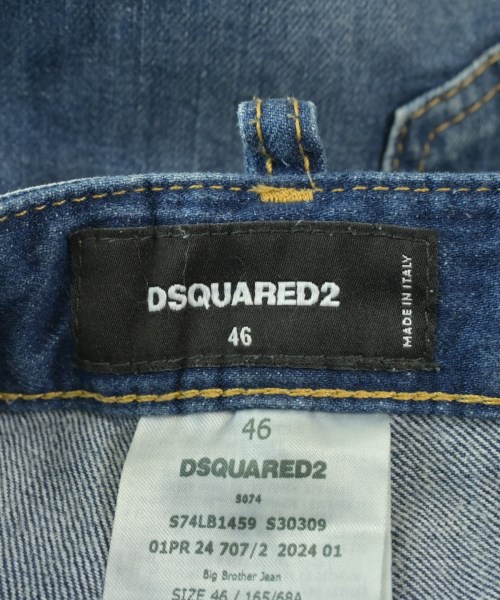 DSQUARED2
46
MADE IN ITALY
46
DSQUARED2
S074
S74LB1459 S30309
01PR 24 707/2 2024 01
Big Brother Jean
SIZE 46 / 165/68A